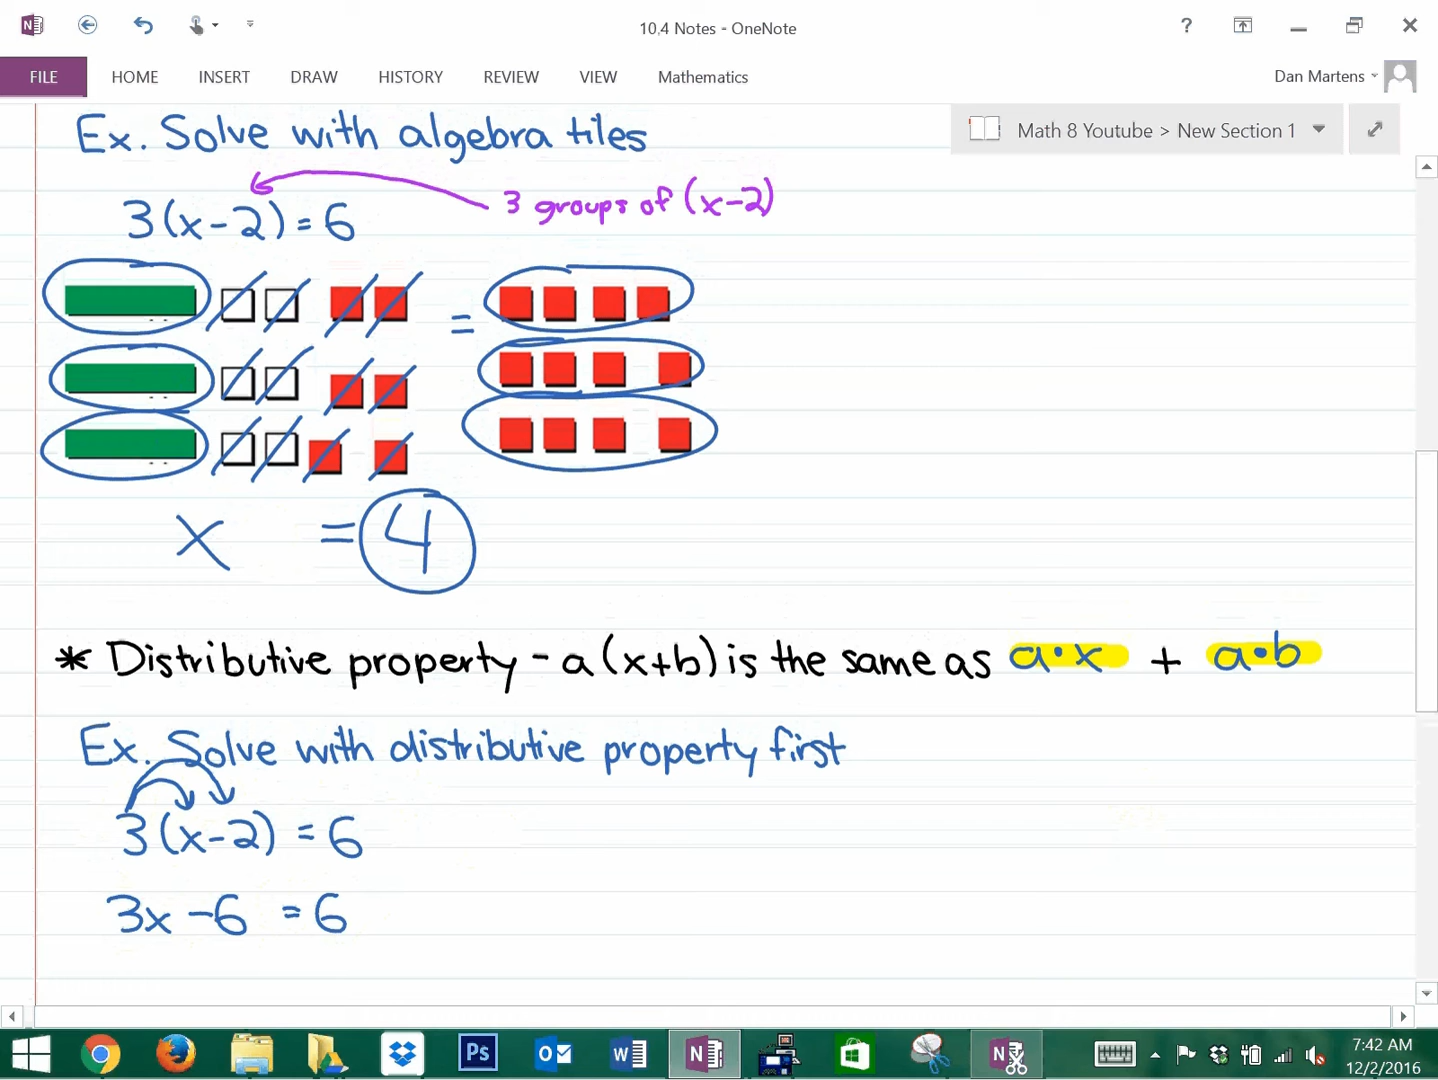 10,4 Notes - OneNote
?
FILE HOME INSERT DRAW HISTORY REVIEW VIEW Mathematics
Dan Martens
Math 8 Youtube > New Section 1
Ex. Solve with algebra tiles
3 groups of (x-2)
3(x-2)=6
=
x = 4
* Distributive property - a(x+b) is the same as a•x + a•b
Ex. Solve with distributive property first
3(x-2) = 6
3x -6 = 6
Ps
7:42 AM
12/2/2016